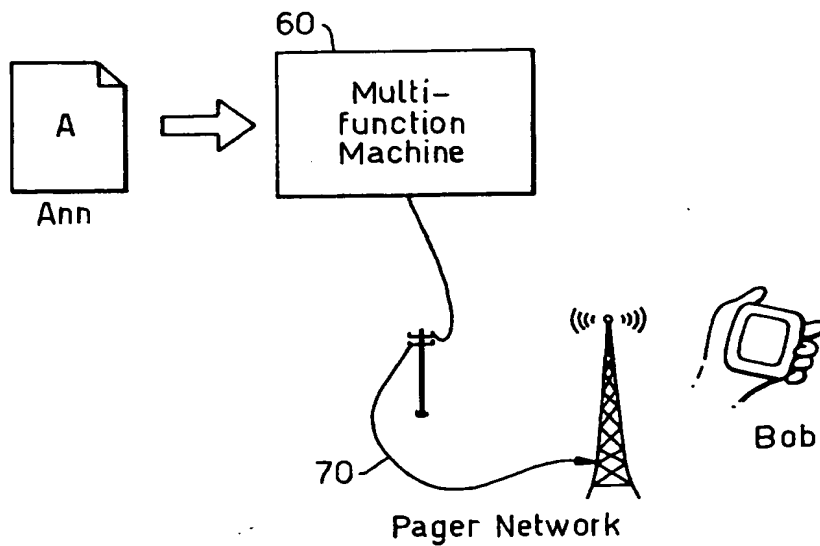 60
A
Multi-
function
Machine
Ann
70
Bob
Pager Network